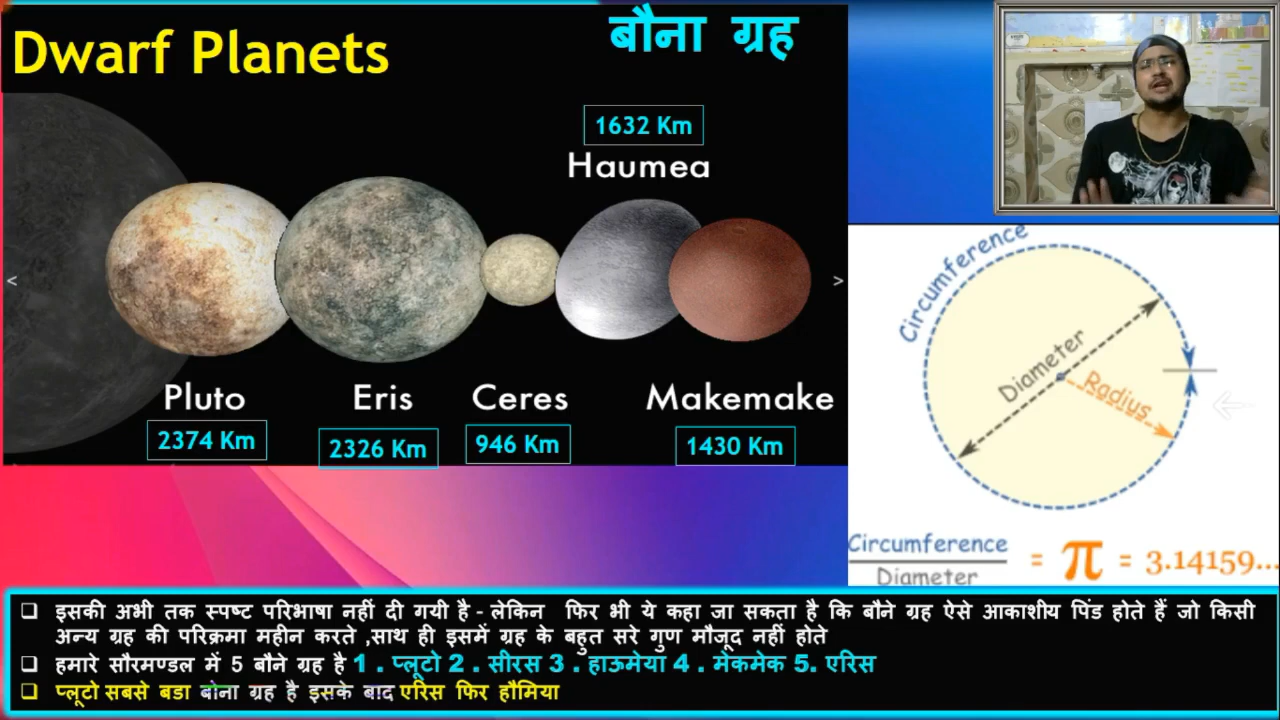 Dwarf Planets
बौना ग्रह
1632 Km
Haumea
Pluto
Eris
Ceres
Makemake
2374 Km
2326 Km
946 Km
1430 Km
Circumference
Diameter
Radius
Circumference
Diameter
= π = 3.14159...
इसकी अभी तक स्पष्ट परिभाषा नहीं दी गयी है - लेकिन फिर भी ये कहा जा सकता है कि बौने ग्रह ऐसे आकाशीय पिंड होते हैं जो किसी
अन्य ग्रह की परिक्रमा महीन करते ,साथ ही इसमें ग्रह के बहुत सरे गुण मौजूद नहीं होते
हमारे सौरमण्डल में 5 बौने ग्रह है 1 . प्लूटो 2 . सीरस 3 . हाऊमेया 4 . मेकमेक 5. एरिस
प्लूटो सबसे बडा बोना ग्रह है इसके बाद एरिस फिर हौमिया